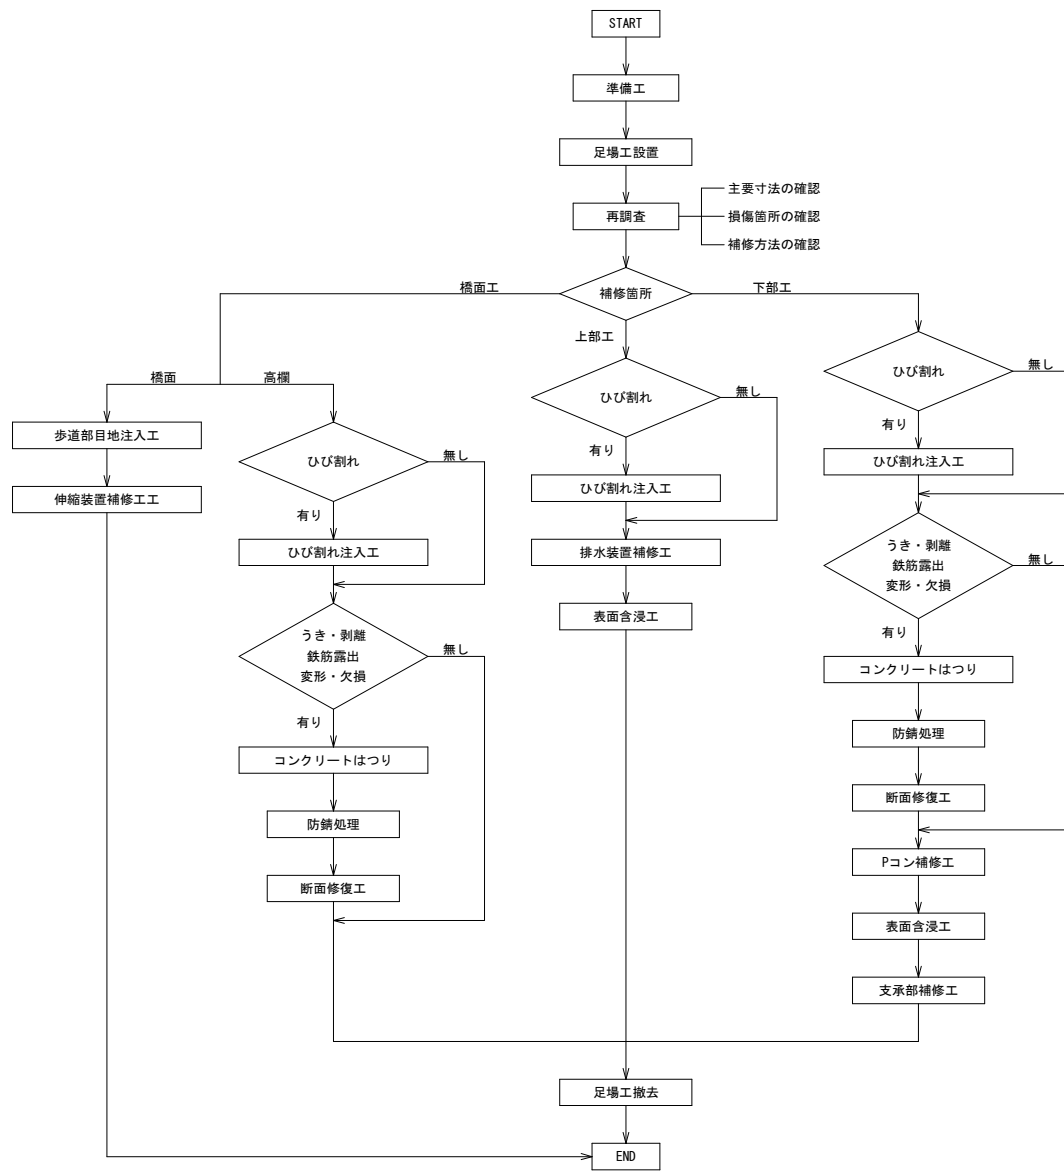 START
準備工
足場工設置
再調査
主要寸法の確認
損傷箇所の確認
補修方法の確認
補修箇所
橋面工
上部工
下部工
橋面
高欄
歩道部目地注入工
伸縮装置補修工工
ひび割れ
無し
有り
ひび割れ注入工
うき・剥離
鉄筋露出
変形・欠損
無し
有り
コンクリートはつり
防錆処理
断面修復工
ひび割れ
無し
有り
ひび割れ注入工
排水装置補修工
表面含浸工
ひび割れ
無し
有り
ひび割れ注入工
うき・剥離
鉄筋露出
変形・欠損
無し
有り
コンクリートはつり
防錆処理
断面修復工
Pコン補修工
表面含浸工
支承部補修工
足場工撤去
END